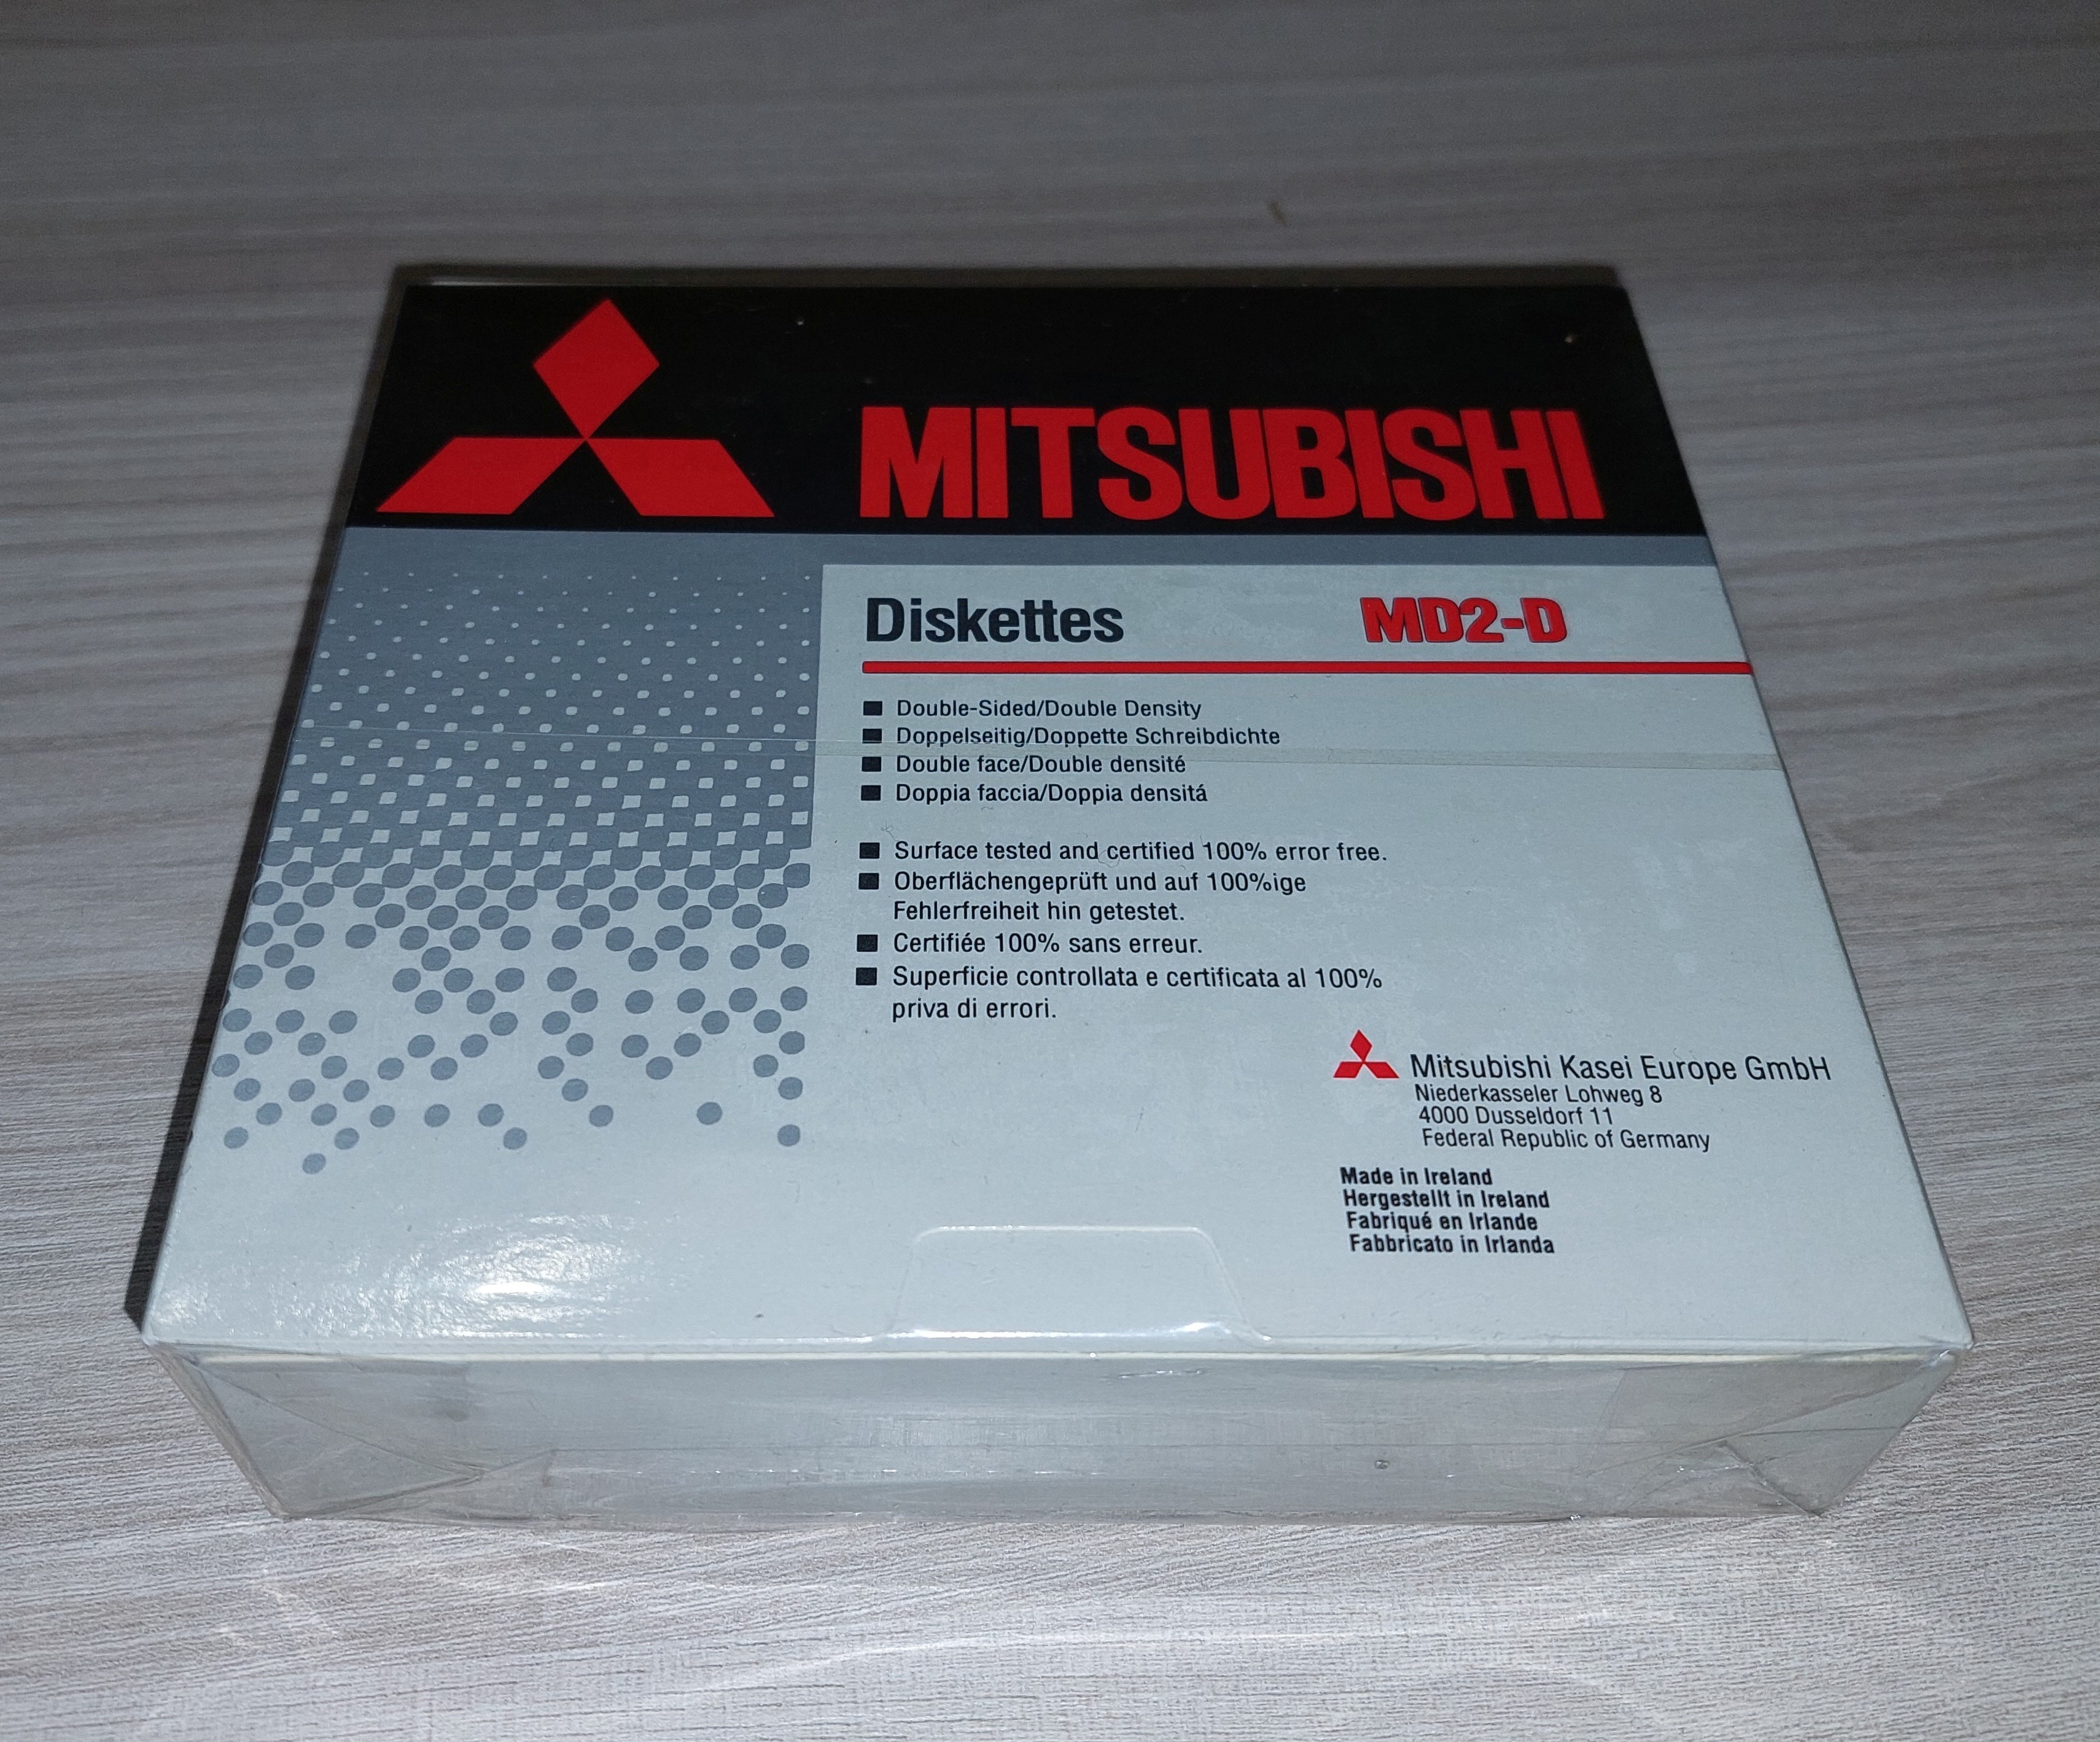 MITSUBISHI
Diskettes MD2-D
Double-Sided/Double Density
Doppelseitig/Doppette Schreibdichte
Double face/Double densité
Doppia faccia/Doppia densitá
Surface tested and certified 100% error free.
Oberflächengeprüft und auf 100%ige
Fehlerfreiheit hin getestet.
Certifiée 100% sans erreur.
Superficie controllata e certificata al 100%
priva di errori.
Mitsubishi Kasei Europe GmbH
Niederkasseler Lohweg 8
4000 Dusseldorf 11
Federal Republic of Germany
Made in Ireland
Hergestellt in Ireland
Fabriqué en Irlande
Fabbricato in Irlanda